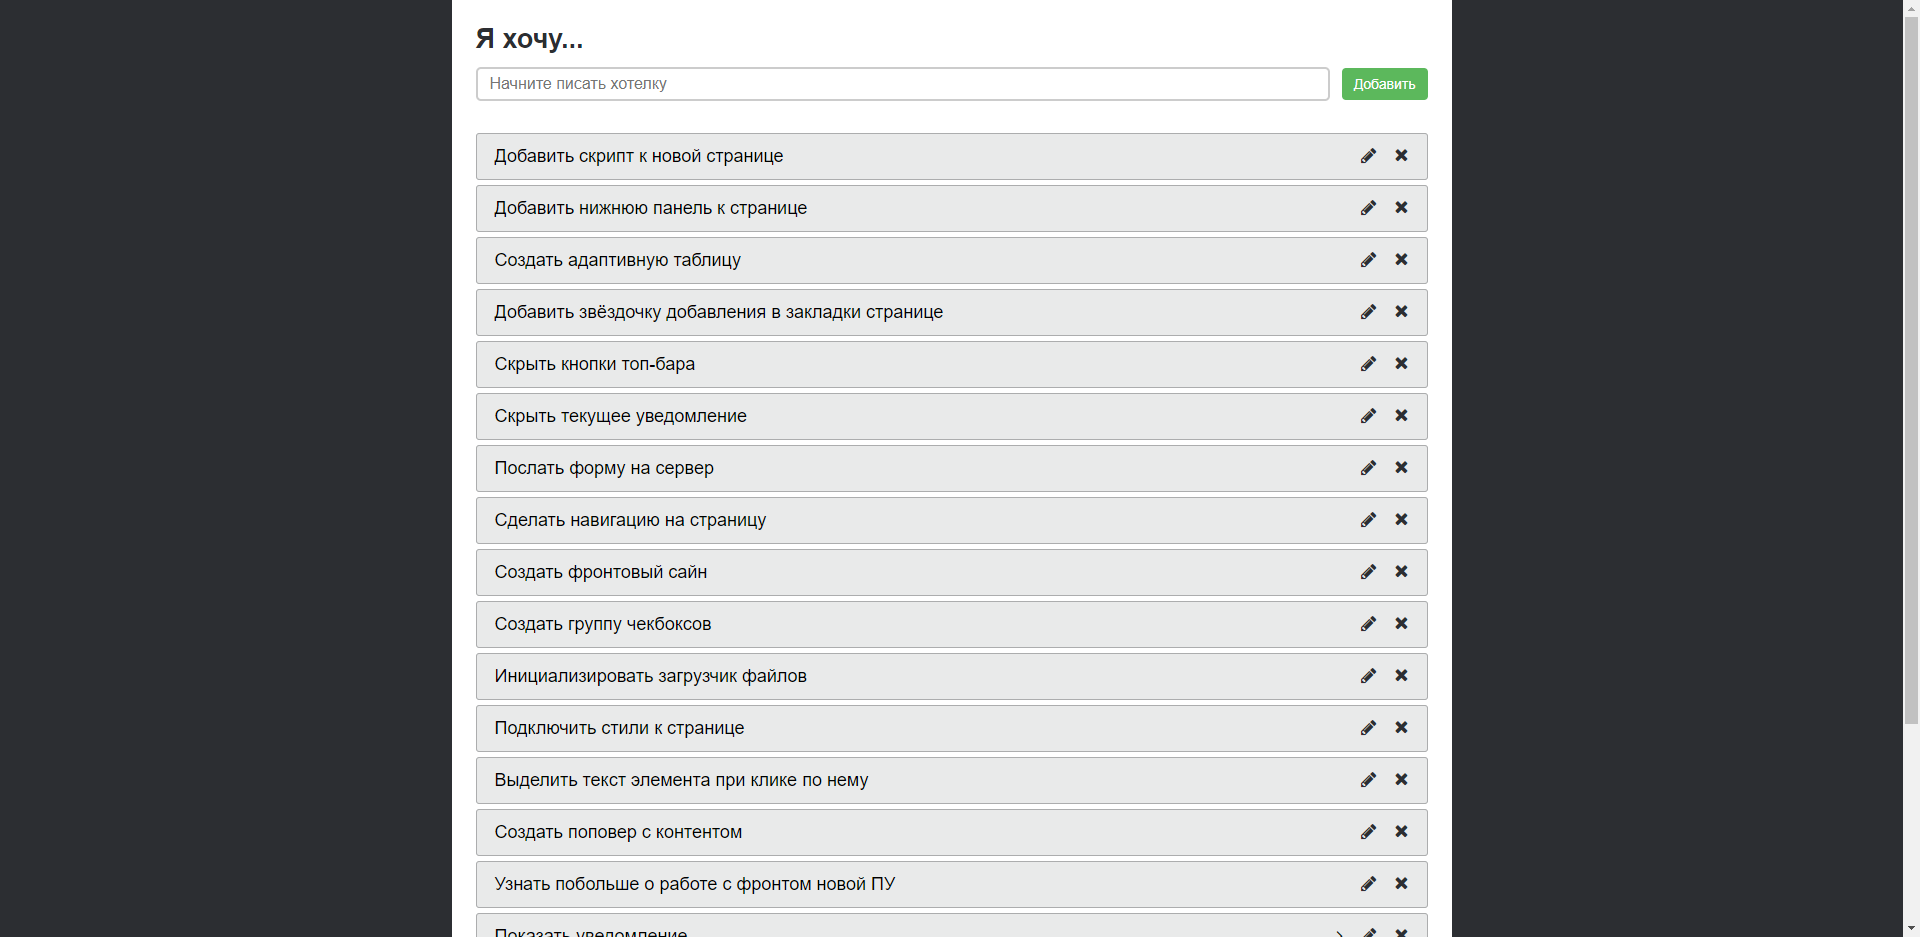 Я хочу...
Начните писать хотелку
Добавить
Добавить скрипт к новой странице
Добавить нижнюю панель к странице
Создать адаптивную таблицу
Добавить звёздочку добавления в закладки странице
Скрыть кнопки топ-бара
Скрыть текущее уведомление
Послать форму на сервер
Сделать навигацию на страницу
Создать фронтовый сайн
Создать группу чекбоксов
Инициализировать загрузчик файлов
Подключить стили к странице
Выделить текст элемента при клике по нему
Создать поповер с контентом
Узнать побольше о работе с фронтом новой ПУ
Показать уведомление